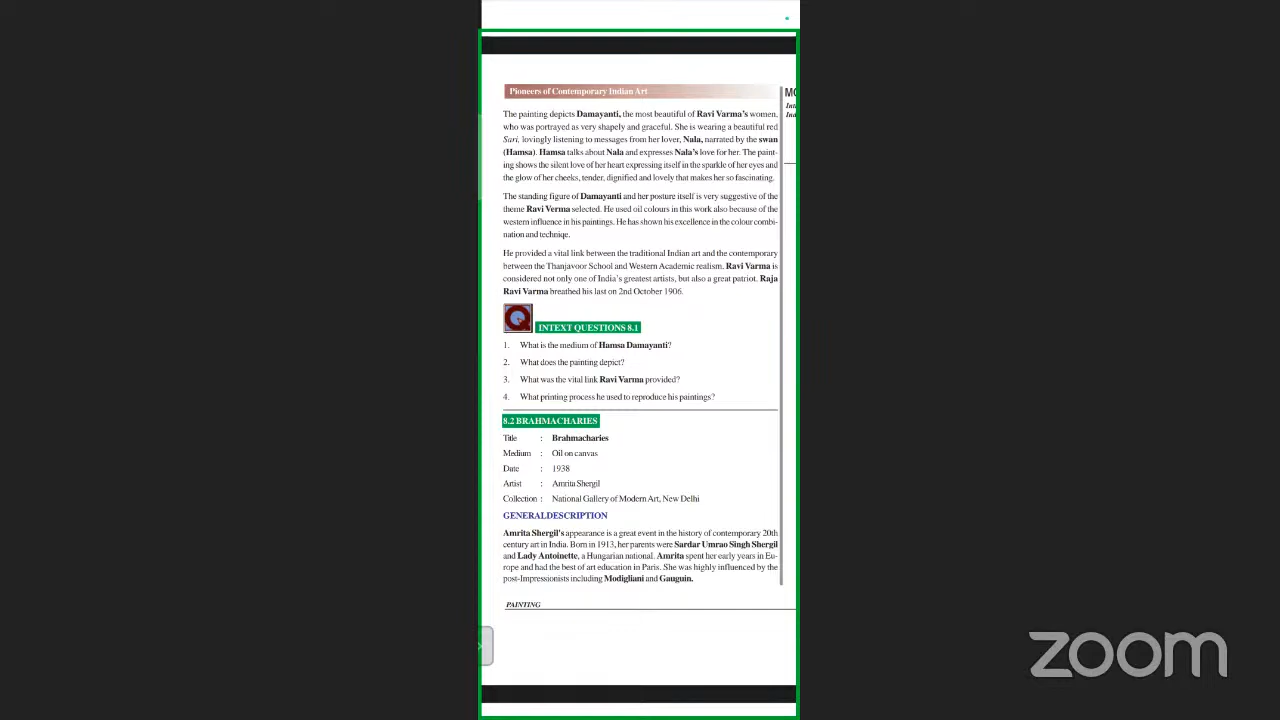 Pioneers of Contemporary Indian Art
The painting depicts Damayanti, the most beautiful of Ravi Varma's women,
who was portrayed as very shapely and graceful. She is wearing a beautiful red
Sari, lovingly listening to messages from her lover, Nala, narrated by the swan
(Hamsa). Hamsa talks about Nala and expresses Nala's love for her. The paint-
ing shows the silent love of her heart expressing itself in the sparkle of her eyes and
the glow of her cheeks, tender, dignified and lovely that makes her so fascinating.
The standing figure of Damayanti and her posture itself is very suggestive of the
theme Ravi Verma selected. He used oil colours in this work also because of the
western influence in his paintings. He has shown his excellence in the colour combi-
nation and techniqe.
He provided a vital link between the traditional Indian art and the contemporary
between the Thanjavoor School and Western Academic realism. Ravi Varma is
considered not only one of India's greatest artists, but also a great patriot. Raja
Ravi Varma breathed his last on 2nd October 1906.
Q
INTEXT QUESTIONS 8.1
1. What is the medium of Hamsa Damayanti?
2. What does the painting depict?
3. What was the vital link Ravi Varma provided?
4. What printing process he used to reproduce his paintings?
8.2 BRAHMACHARIES
Title : Brahmacharies
Medium : Oil on canvas
Date : 1938
Artist : Amrita Shergil
Collection : National Gallery of Modern Art, New Delhi
GENERALDESCRIPTION
Amrita Shergil's appearance is a great event in the history of contemporary 20th
century art in India. Born in 1913, her parents were Sardar Umrao Singh Shergil
and Lady Antoinette, a Hungarian national. Amrita spent her early years in Eu-
rope and had the best of art education in Paris. She was highly influenced by the
post-Impressionists including Modigliani and Gauguin.
PAINTING
zoom